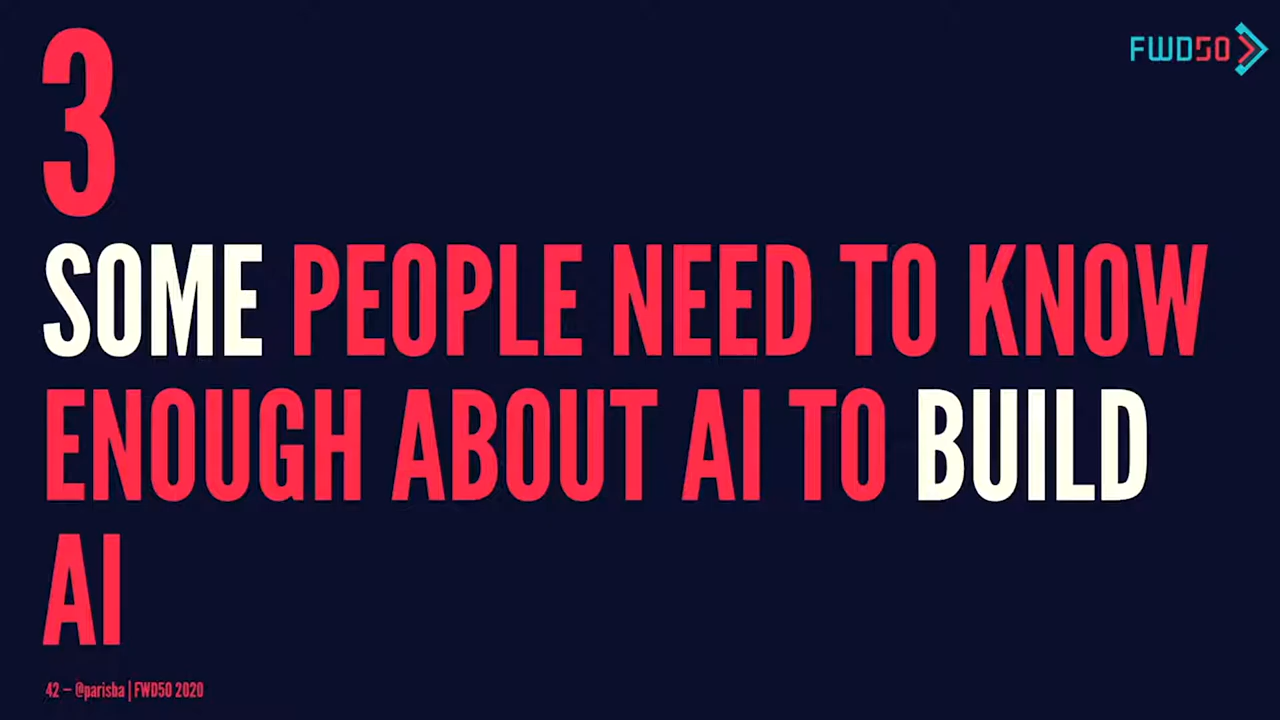 FWD50
3
SOME PEOPLE NEED TO KNOW
ENOUGH ABOUT AI TO BUILD
AI
42 — @parisba | FWD50 2020